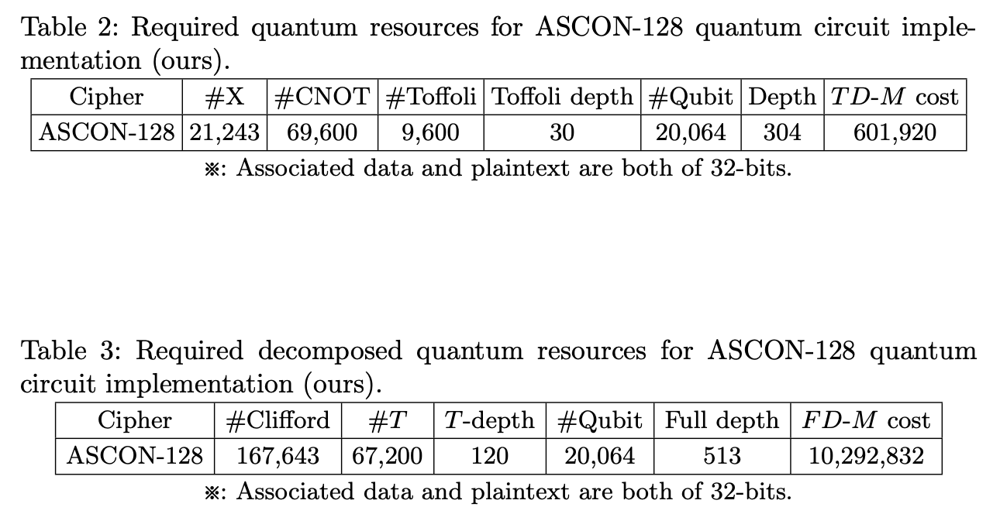 Table 2: Required quantum resources for ASCON-128 quantum circuit imple-
mentation (ours).
Cipher #X #CNOT #Toffoli Toffoli depth #Qubit Depth TD-M cost
ASCON-128 21,243 69,600 9,600 30 20,064 304 601,920
※: Associated data and plaintext are both of 32-bits.
Table 3: Required decomposed quantum resources for ASCON-128 quantum
circuit implementation (ours).
Cipher #Clifford #T T-depth #Qubit Full depth FD-M cost
ASCON-128 167,643 67,200 120 20,064 513 10,292,832
※: Associated data and plaintext are both of 32-bits.